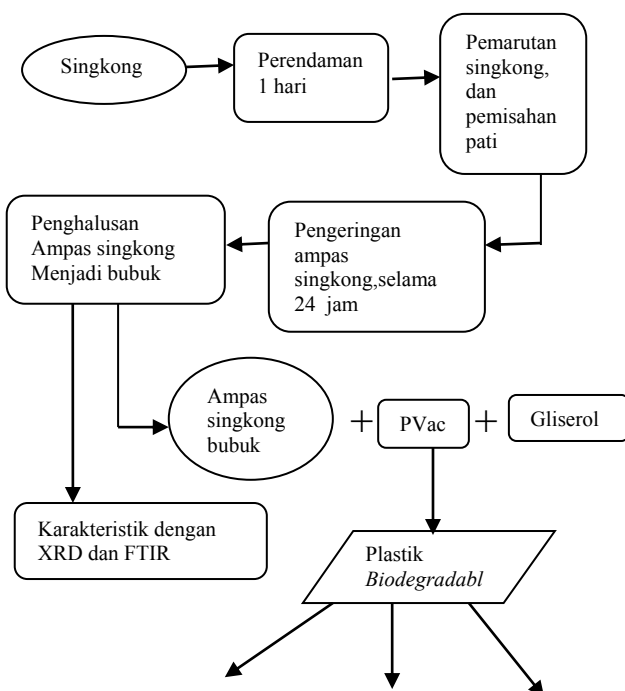 Singkong
Perendaman
1 hari
Pemarutan
singkong,
dan
pemisahan
pati
Pengeringan
ampas
singkong,selama
24 jam
Penghalusan
Ampas singkong
Menjadi bubuk
Ampas
singkong
bubuk
+
PVac
+
Gliserol
Karakteristik dengan
XRD dan FTIR
Plastik
Biodegradabl